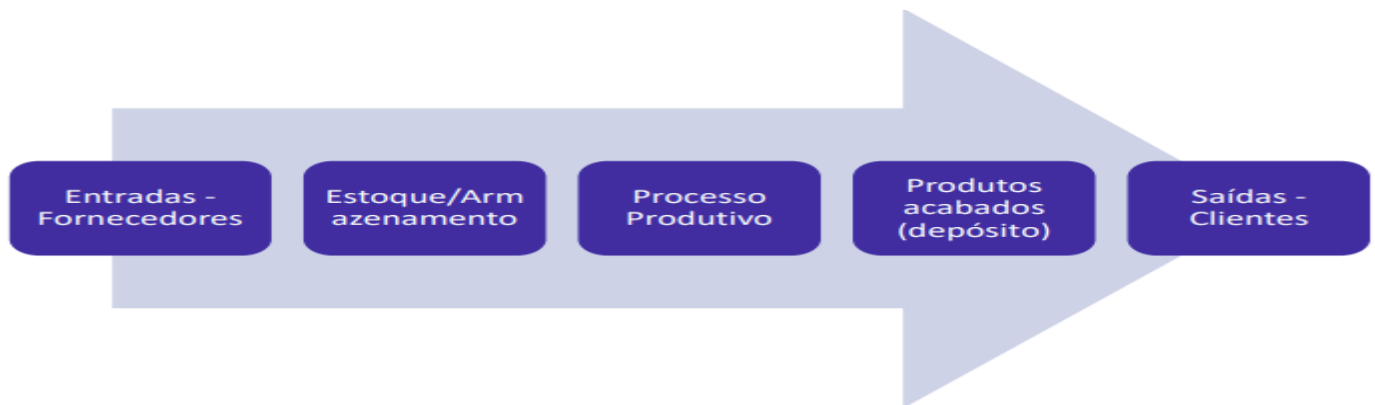 Entradas -
Fornecedores
Estoque/Arm
azenamento
Processo
Produtivo
Produtos
acabados
(depósito)
Saídas -
Clientes